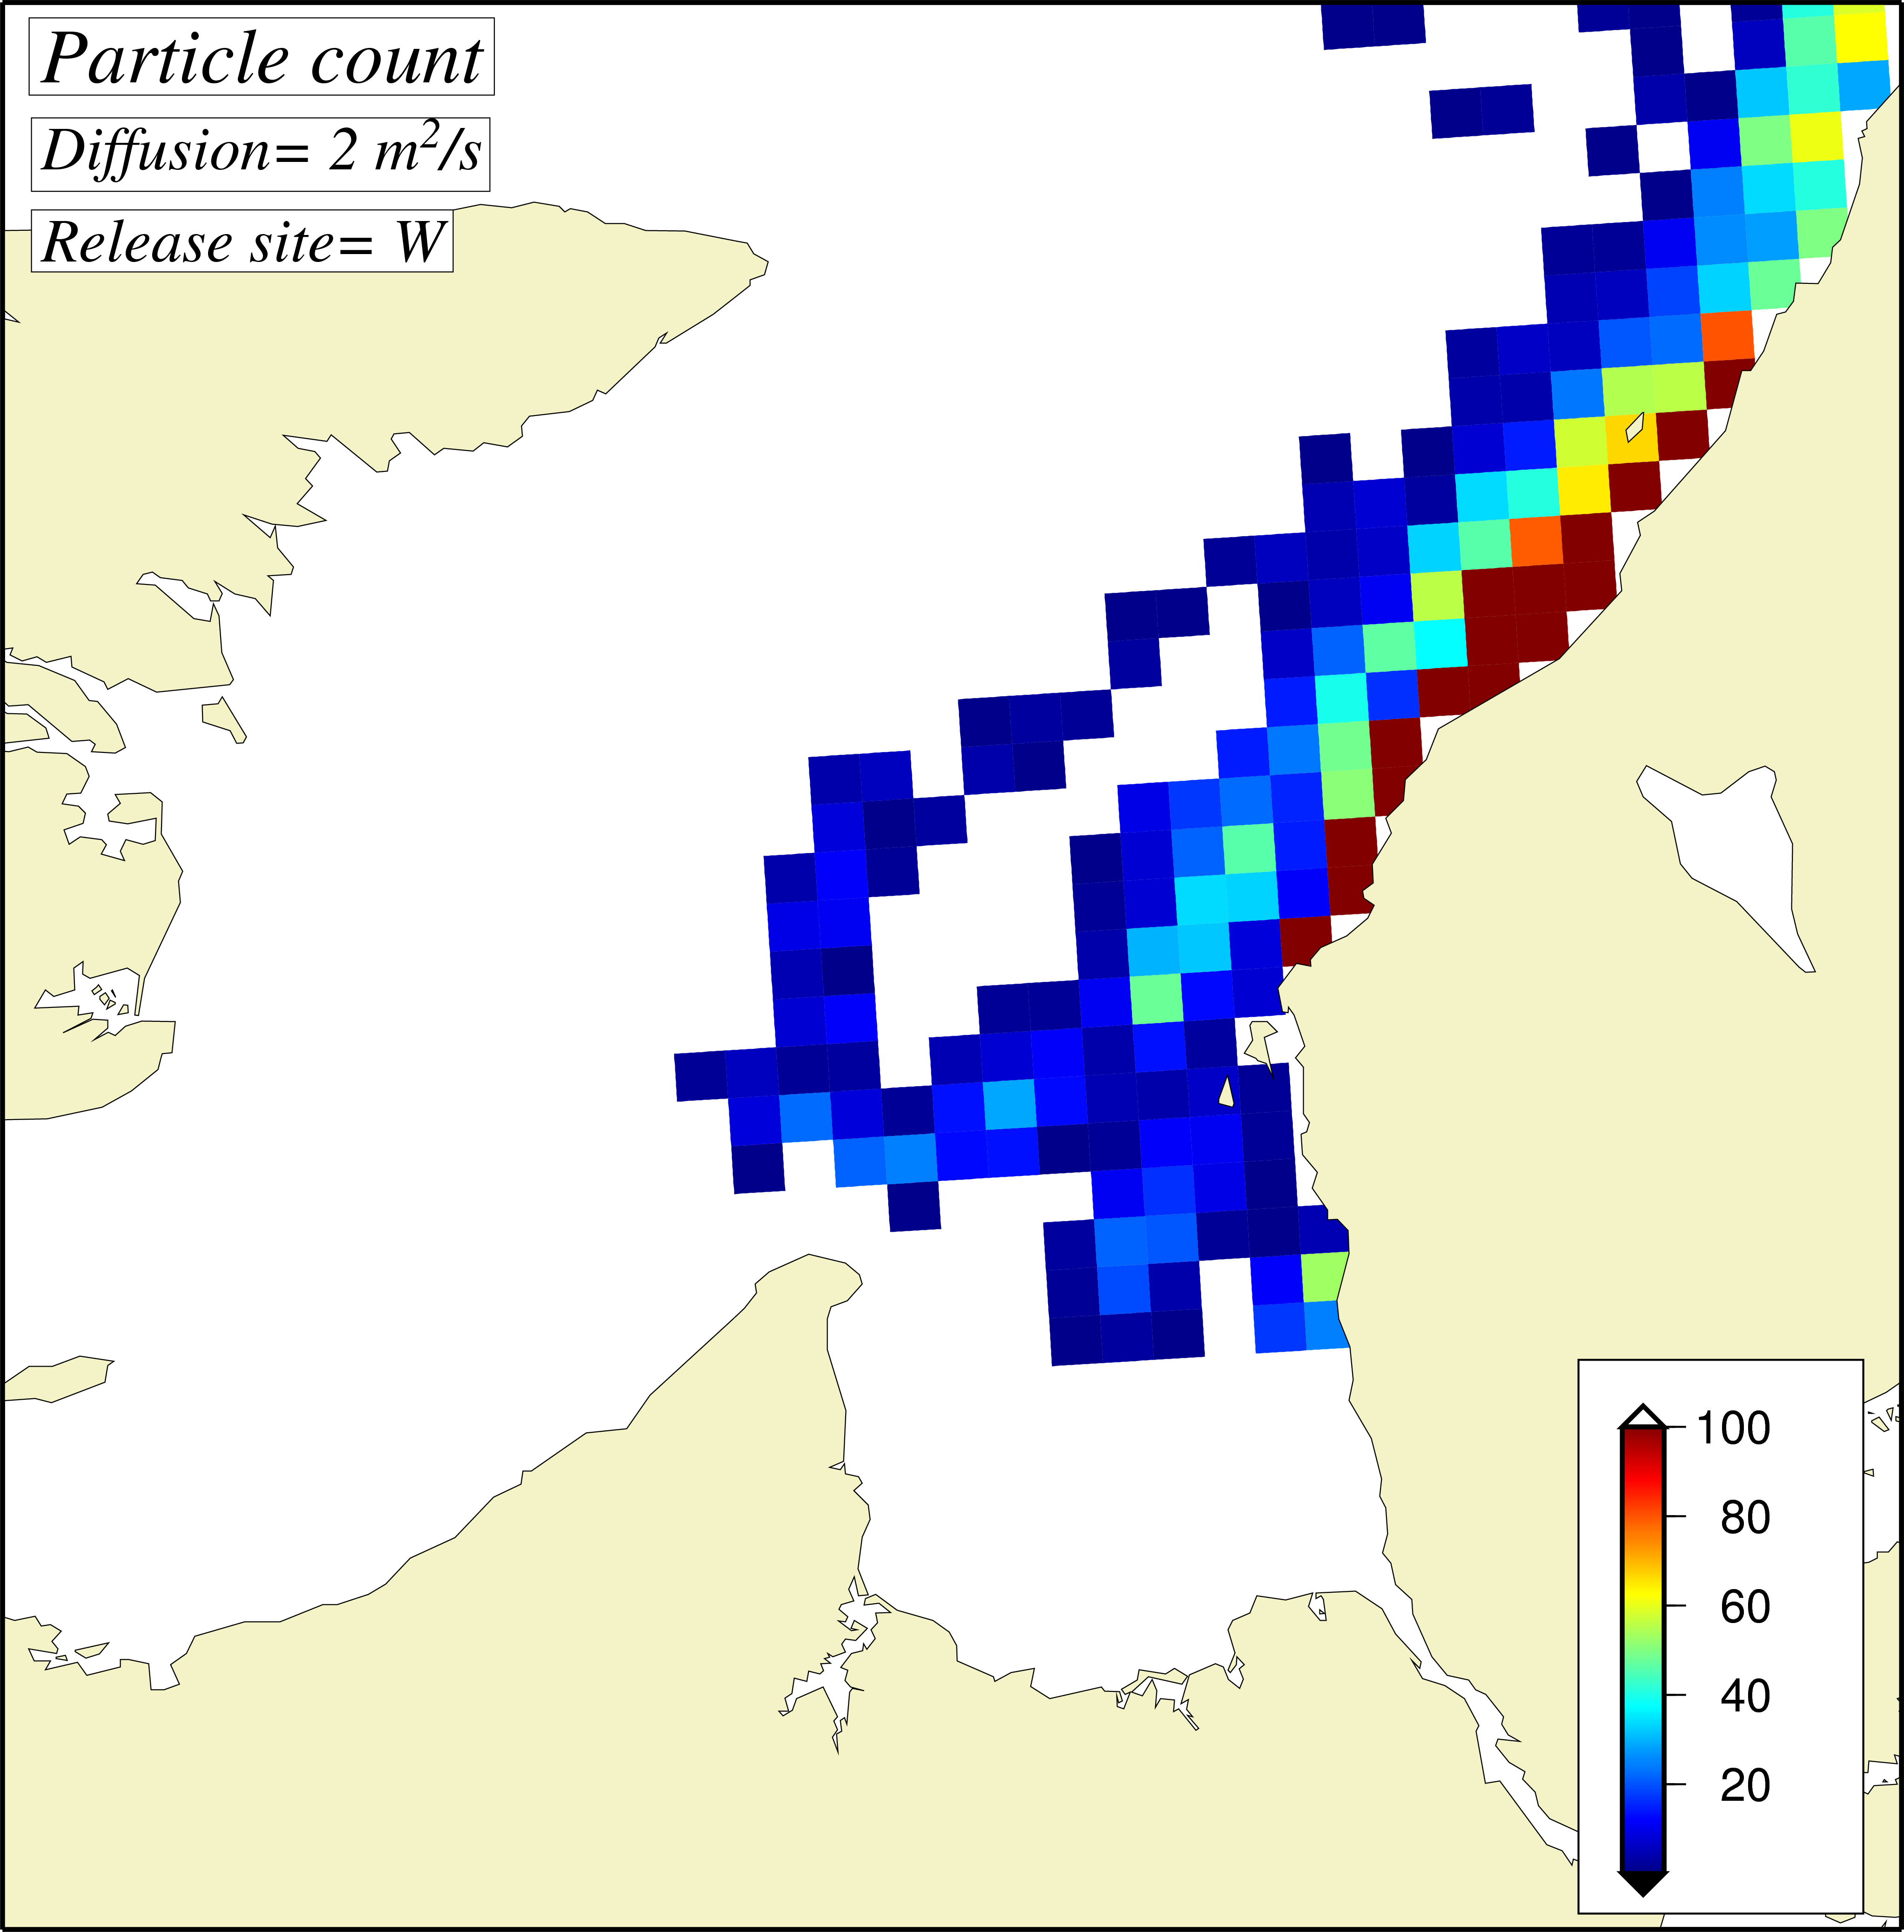 Particle count
Diffusion= 2 m²/s
Release site= W
100
80
60
40
20